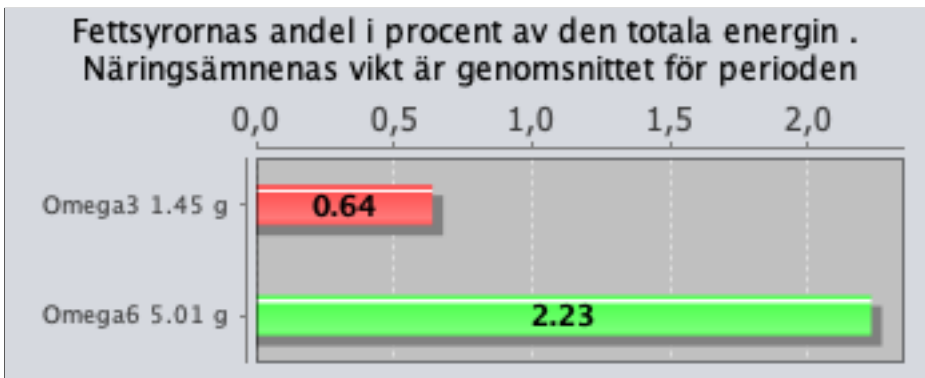 Fettsyrornas andel i procent av den totala energin .
Näringsämnenas vikt är genomsnittet för perioden
0,0 0,5 1,0 1,5 2,0
Omega3 1.45 g 0.64
Omega6 5.01 g 2.23